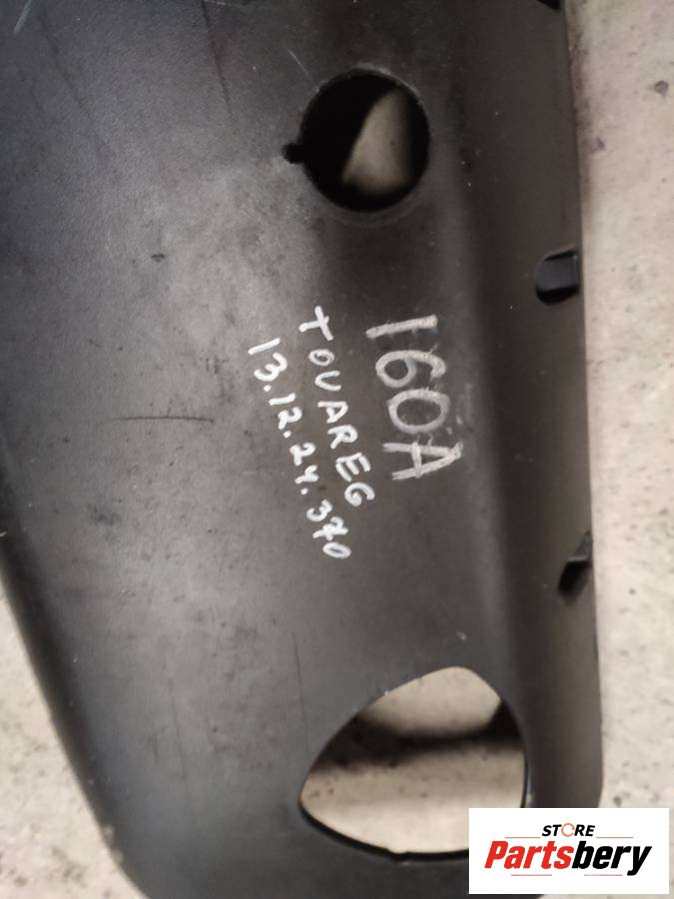 160A
TOUAREG
13.12.24.370
STORE
Partsbery